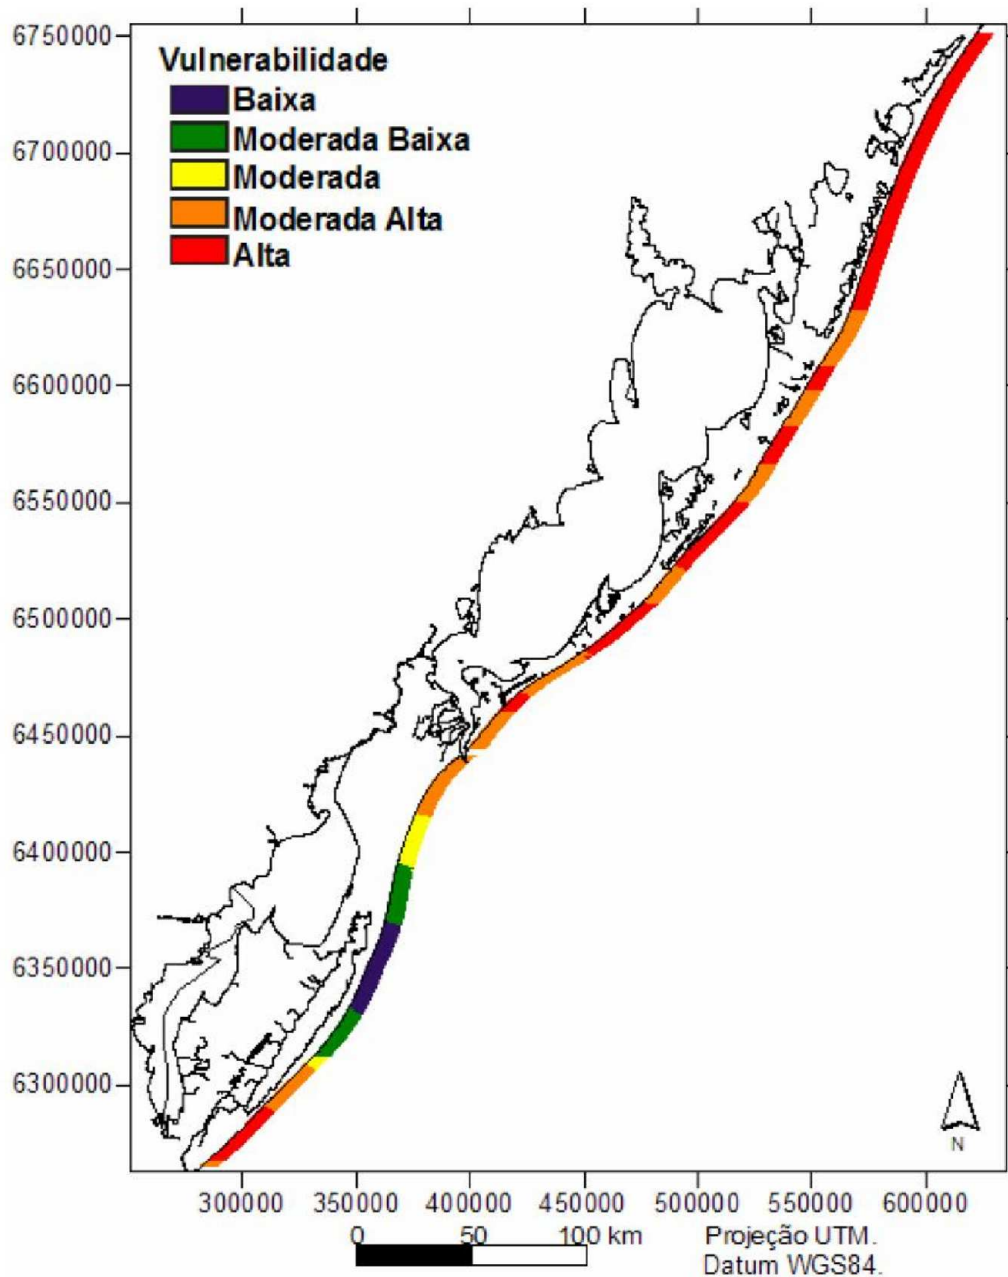 Vulnerabilidade
Baixa
Moderada Baixa
Moderada
Moderada Alta
Alta
6750000
6700000
6650000
6600000
6550000
6500000
6450000
6400000
6350000
6300000
N
300000 350000 400000 450000 500000 550000 600000
0 50 100 km
Projeção UTM.
Datum WGS84.